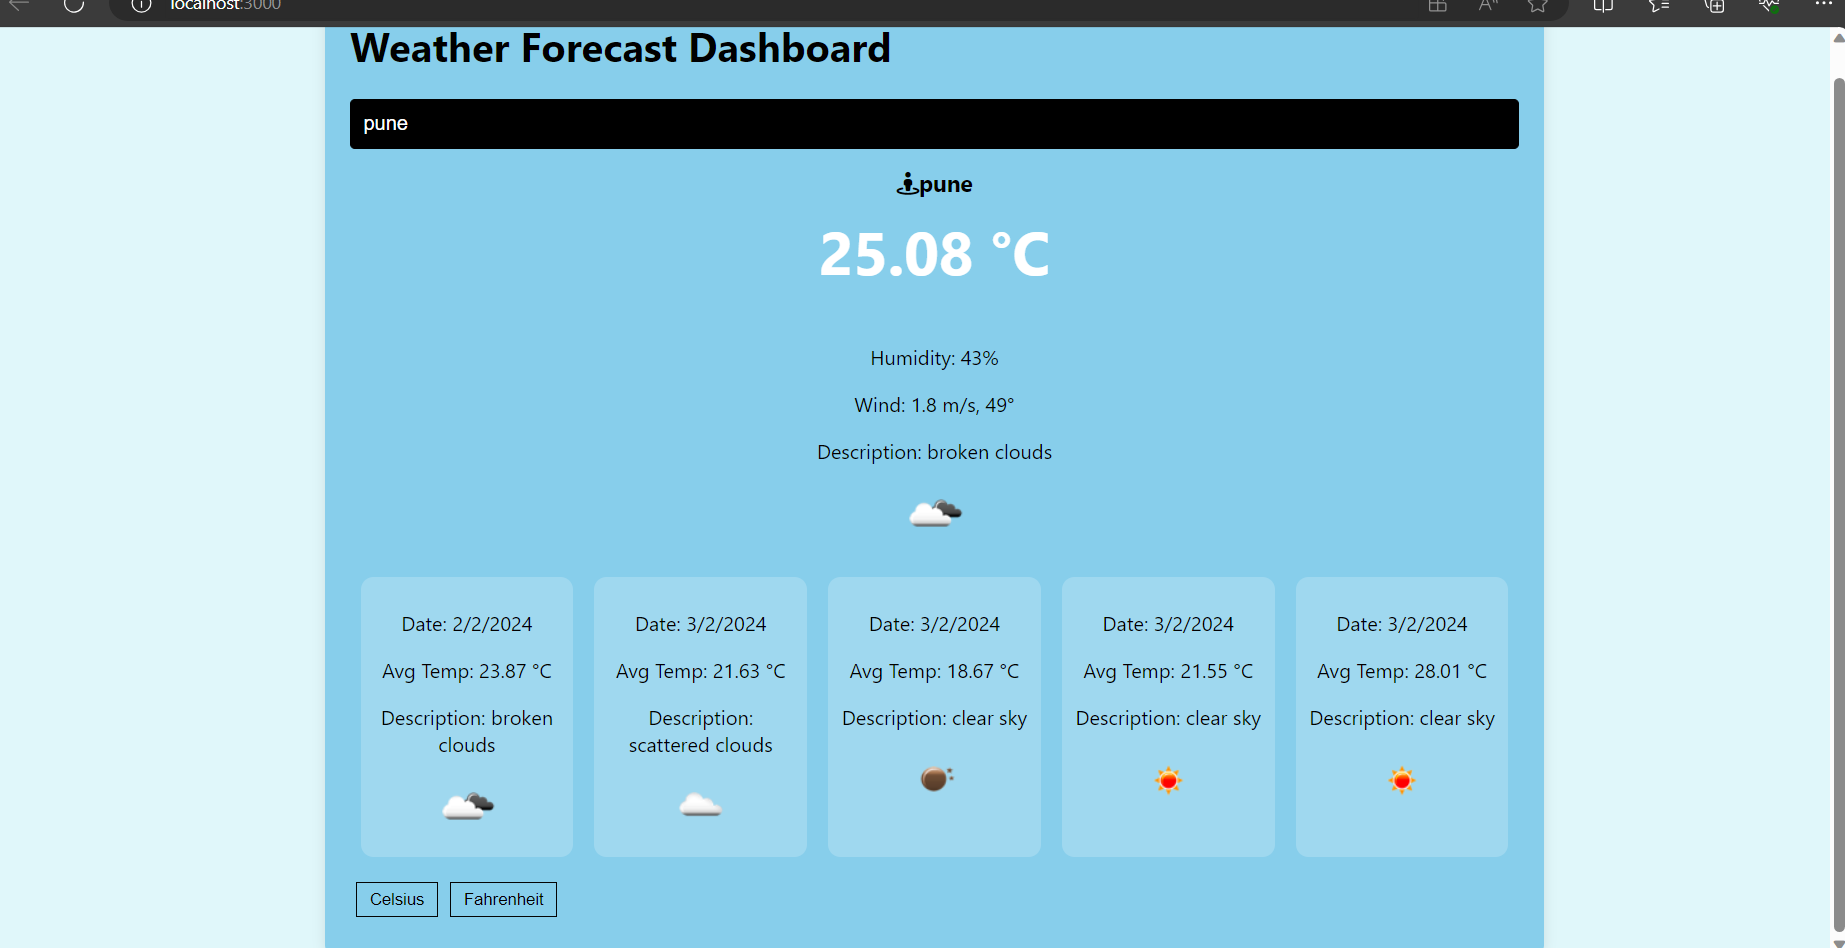 localhost:3000
Weather Forecast Dashboard
pune
pune
25.08 °C
Humidity: 43%
Wind: 1.8 m/s, 49°
Description: broken clouds
Date: 2/2/2024
Avg Temp: 23.87 °C
Description: broken
clouds
Date: 3/2/2024
Avg Temp: 21.63 °C
Description:
scattered clouds
Date: 3/2/2024
Avg Temp: 18.67 °C
Description: clear sky
Date: 3/2/2024
Avg Temp: 21.55 °C
Description: clear sky
Date: 3/2/2024
Avg Temp: 28.01 °C
Description: clear sky
Celsius
Fahrenheit